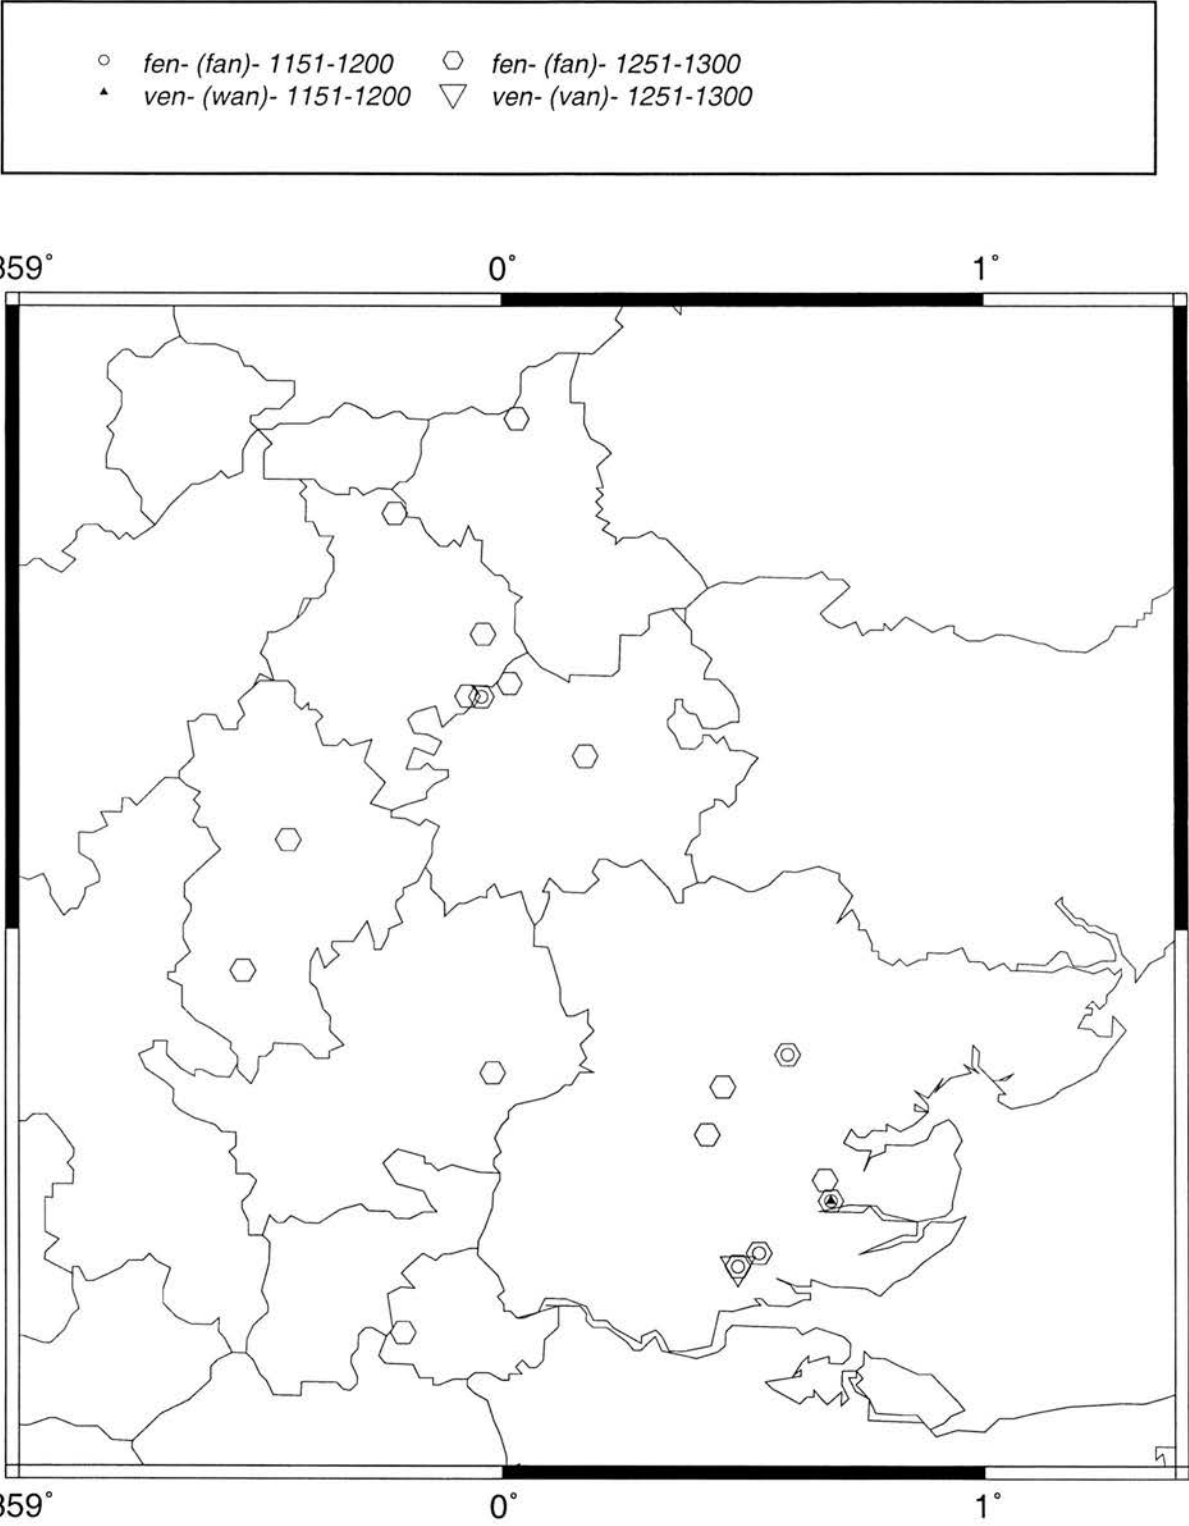 fen- (fan)- 1151-1200 fen- (fan)- 1251-1300
ven- (wan)- 1151-1200 ven- (van)- 1251-1300
359° 0° 1°
359° 0° 1°